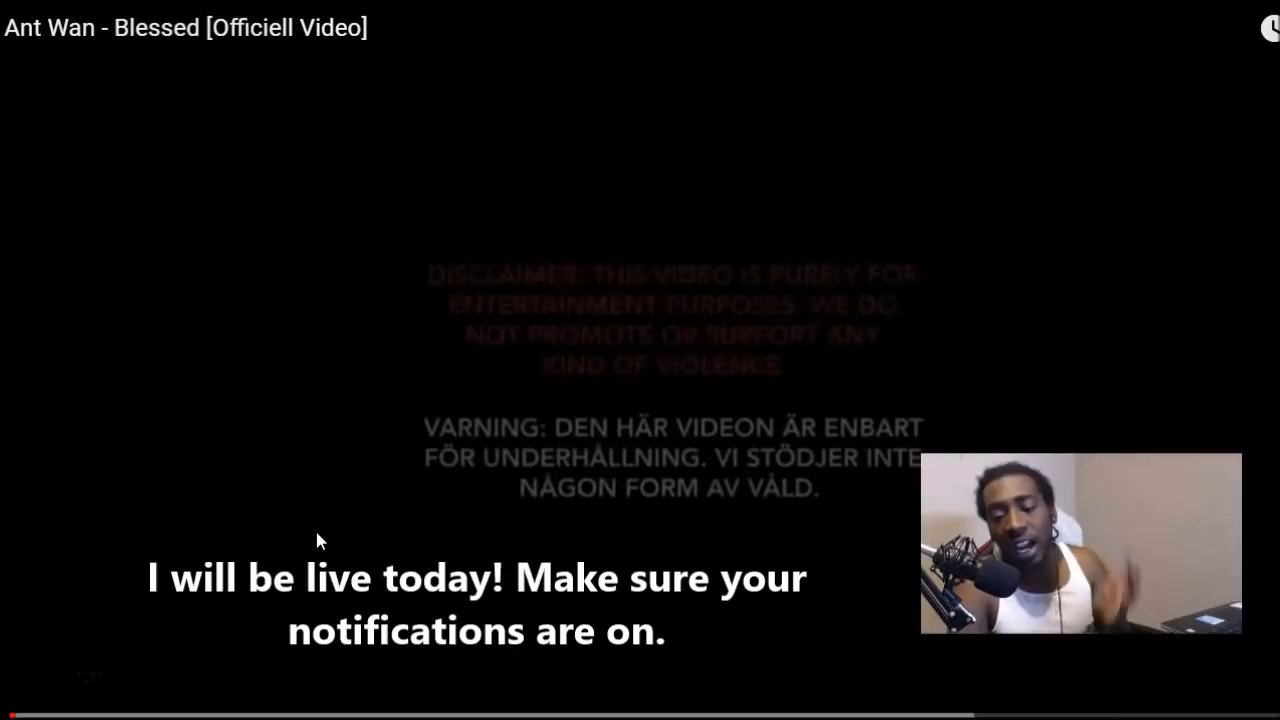 Ant Wan - Blessed [Officiell Video]
DISCLAIMER: THIS VIDEO IS PURELY FOR
ENTERTAINMENT PURPOSES. WE DO
NOT PROMOTE OR SUPPORT ANY
KIND OF VIOLENCE
VARNING: DEN HÄR VIDEON ÄR ENBART
FÖR UNDERHÅLLNING. VI STÖDJER INTE
NÅGON FORM AV VÅLD.
I will be live today! Make sure your
notifications are on.